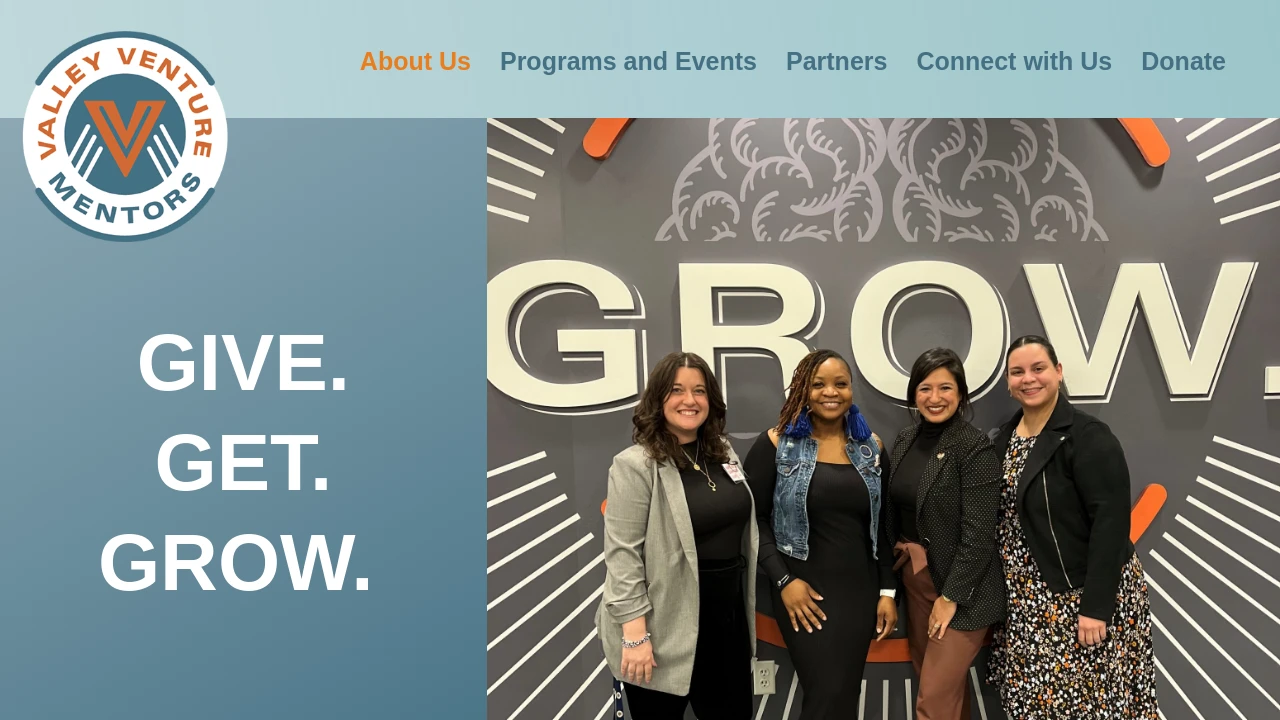 VALLEY VENTURE
MENTORS
About Us Programs and Events Partners Connect with Us Donate
GIVE.
GET.
GROW.
GROW.